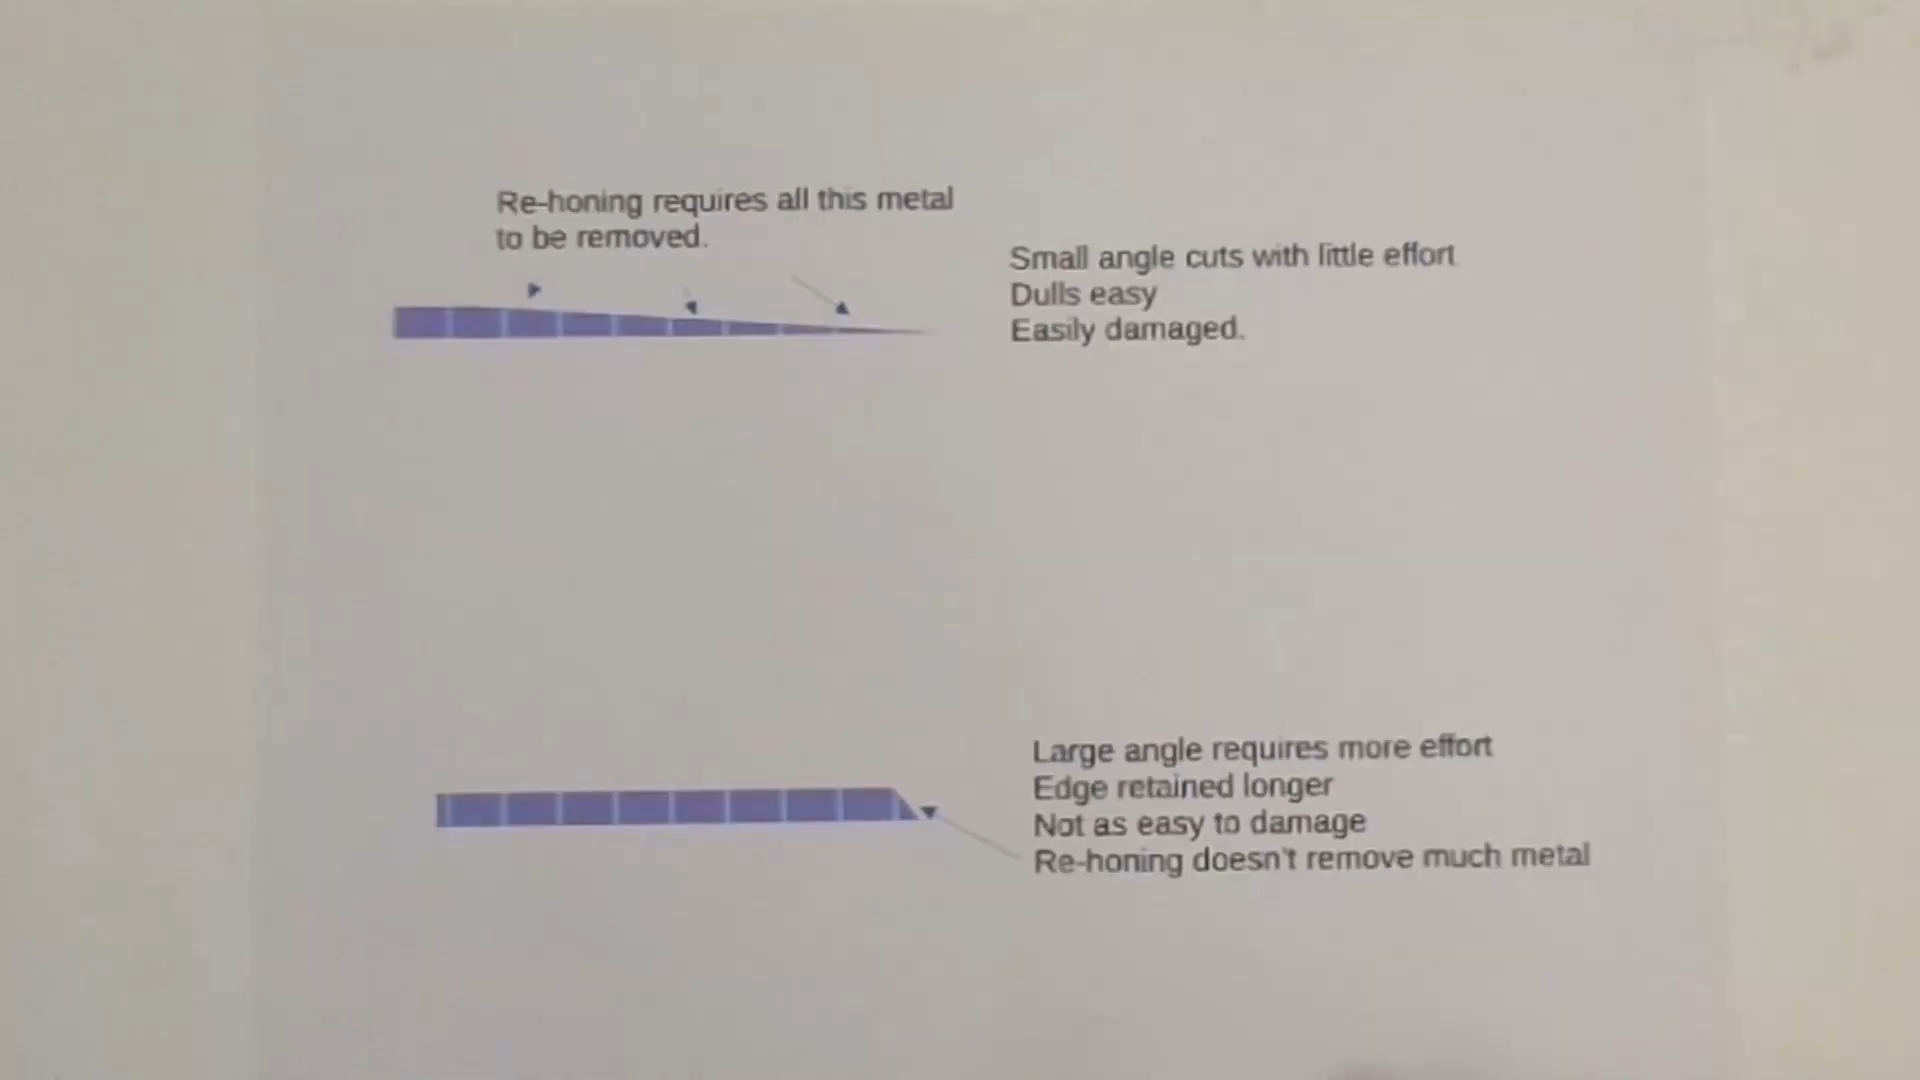 Re-honing requires all this metal
to be removed.
Small angle cuts with little effort
Dulls easy
Easily damaged.
Large angle requires more effort
Edge retained longer
Not as easy to damage
Re-honing doesn't remove much metal